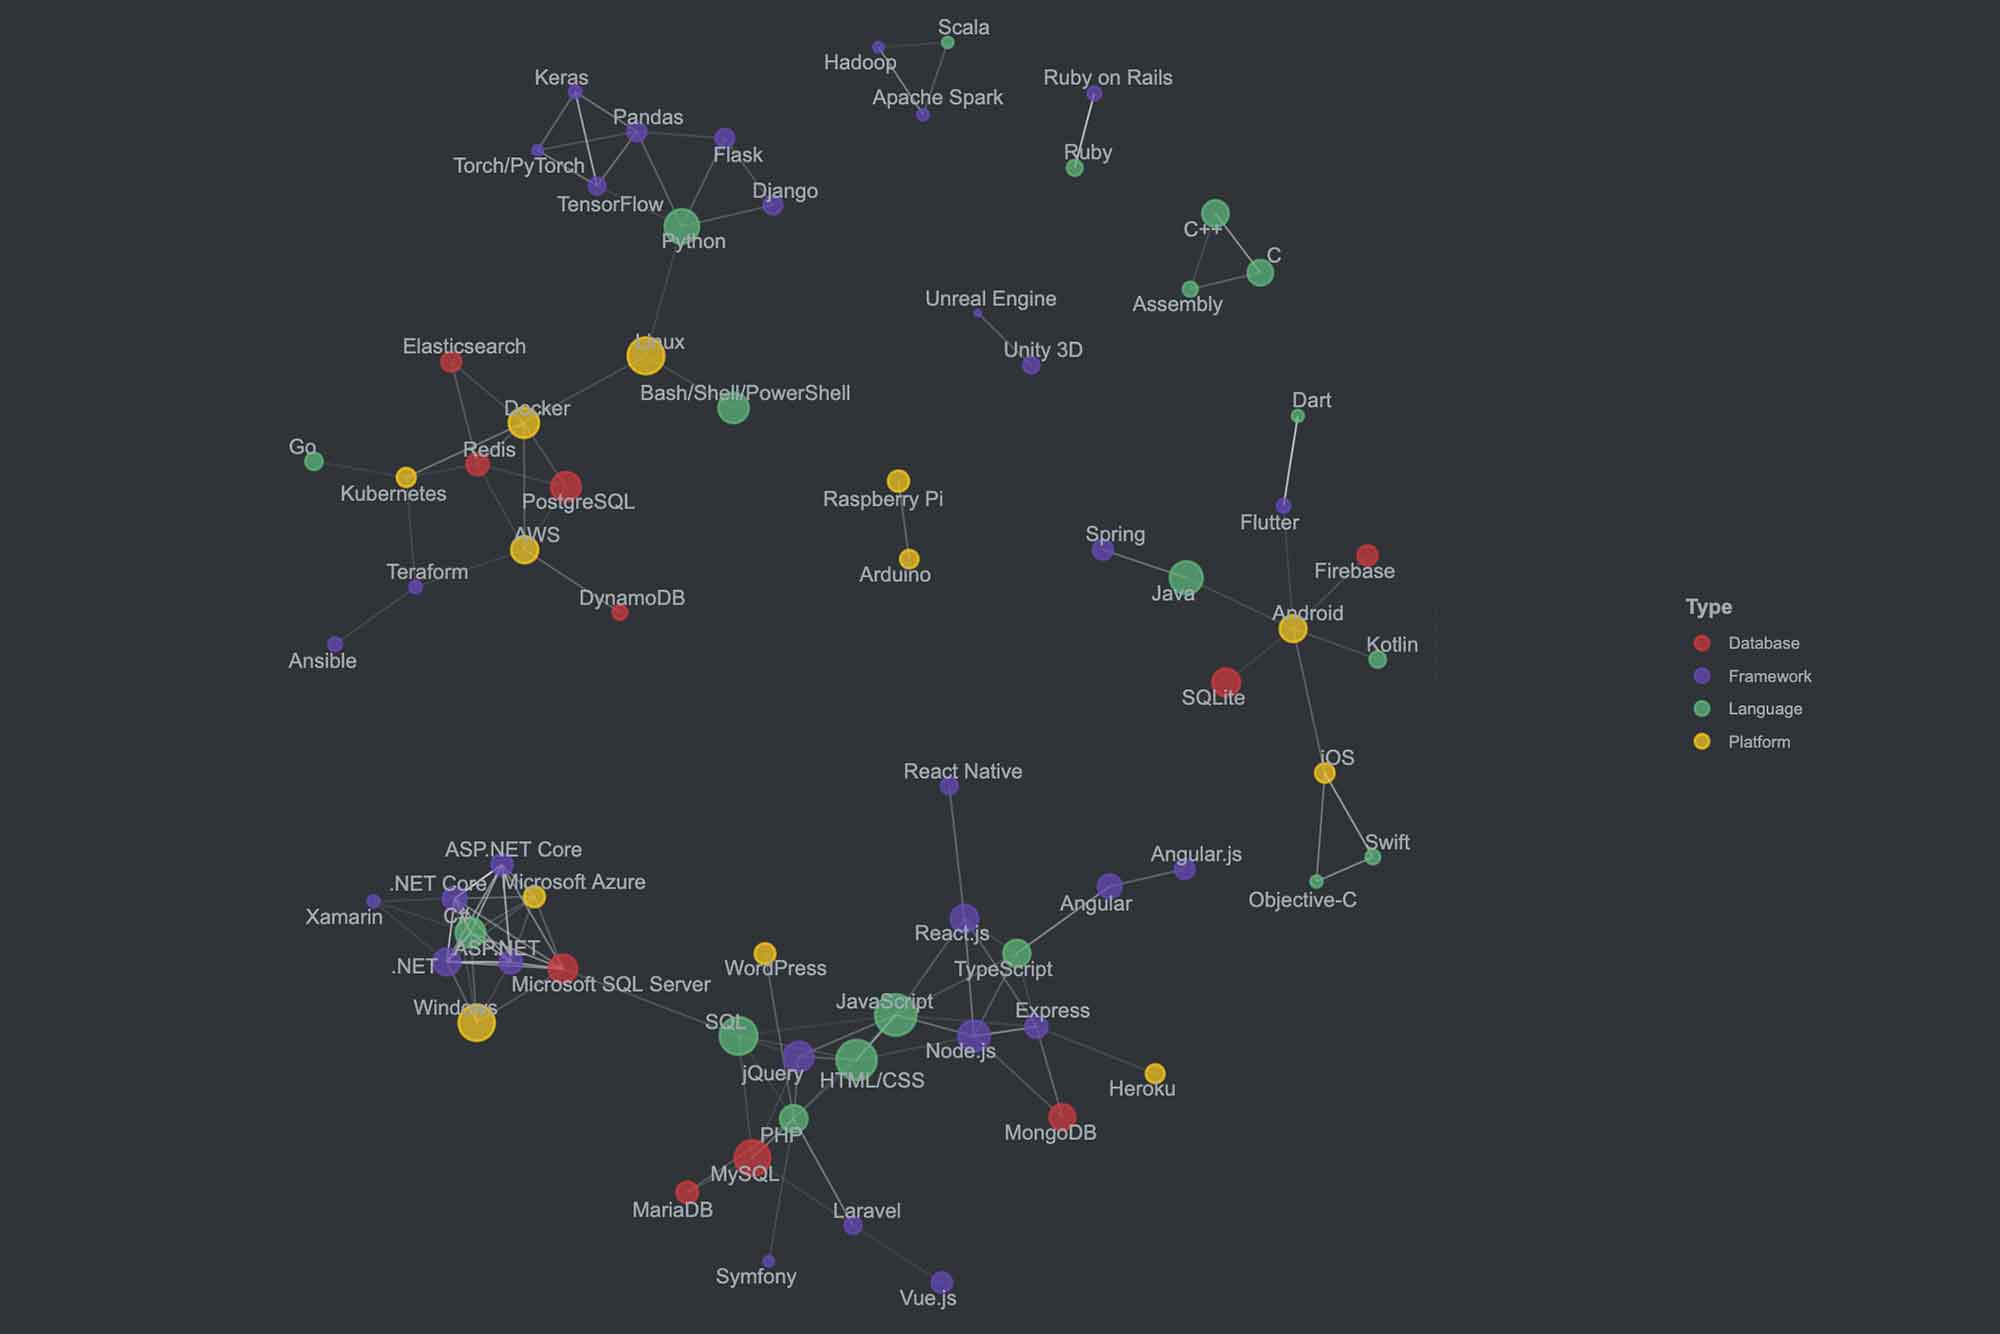 Scala
Hadoop
Keras
Ruby on Rails
Apache Spark
Pandas
Flask
Ruby
Torch/PyTorch
Django
TensorFlow
C++
Python
C
Unreal Engine
Assembly
Linux
Elasticsearch
Unity 3D
Bash/Shell/PowerShell
Dart
Docker
Go
Redis
Kubernetes
PostgreSQL
Raspberry Pi
Flutter
AWS
Spring
Teraform
Arduino
Firebase
Java
DynamoDB
Android
Type
Database
Kotlin
Ansible
Framework
SQLite
Language
Platform
iOS
React Native
Swift
ASP.NET Core
Angular.js
.NET Core
Microsoft Azure
Objective-C
Angular
Xamarin
C#
React.js
ASP.NET
.NET
WordPress
TypeScript
Microsoft SQL Server
JavaScript
Windows
Express
SQL
Node.js
jQuery
HTML/CSS
Heroku
PHP
MongoDB
MySQL
MariaDB
Laravel
Symfony
Vue.js